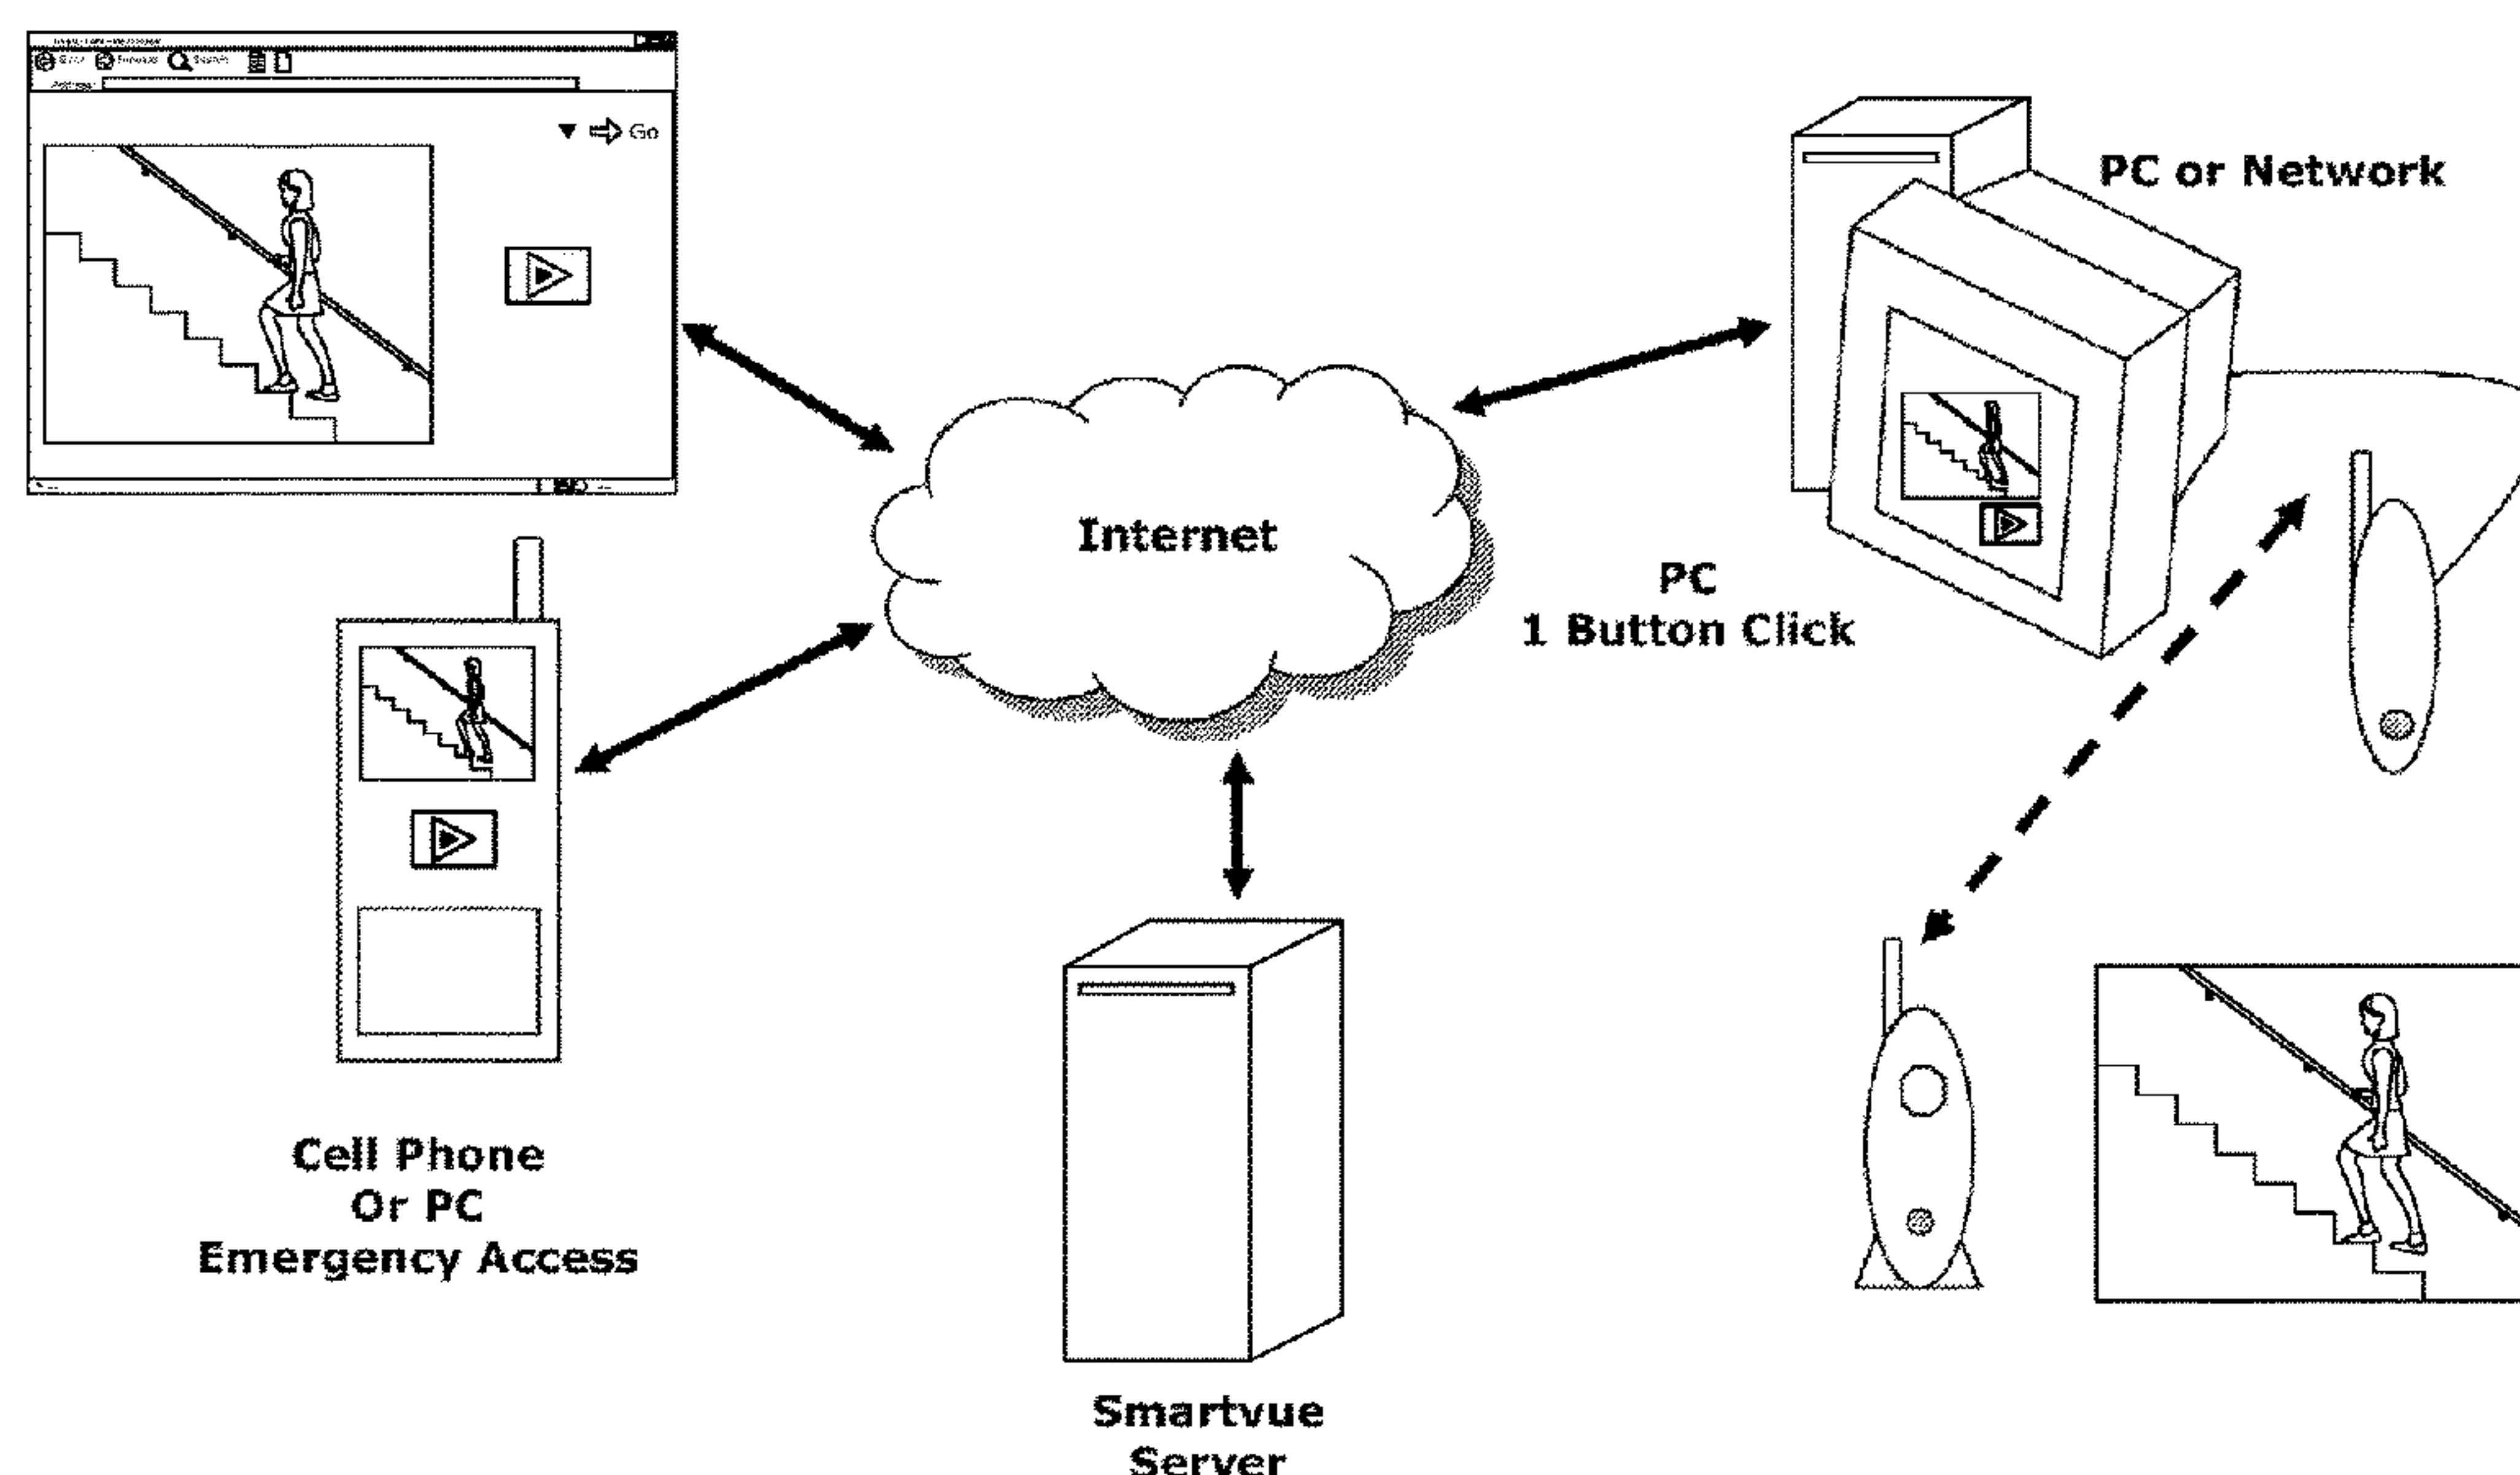 Go
PC or Network
Internet
PC
1 Button Click
Cell Phone
Or PC
Emergency Access
Smartvue
Server